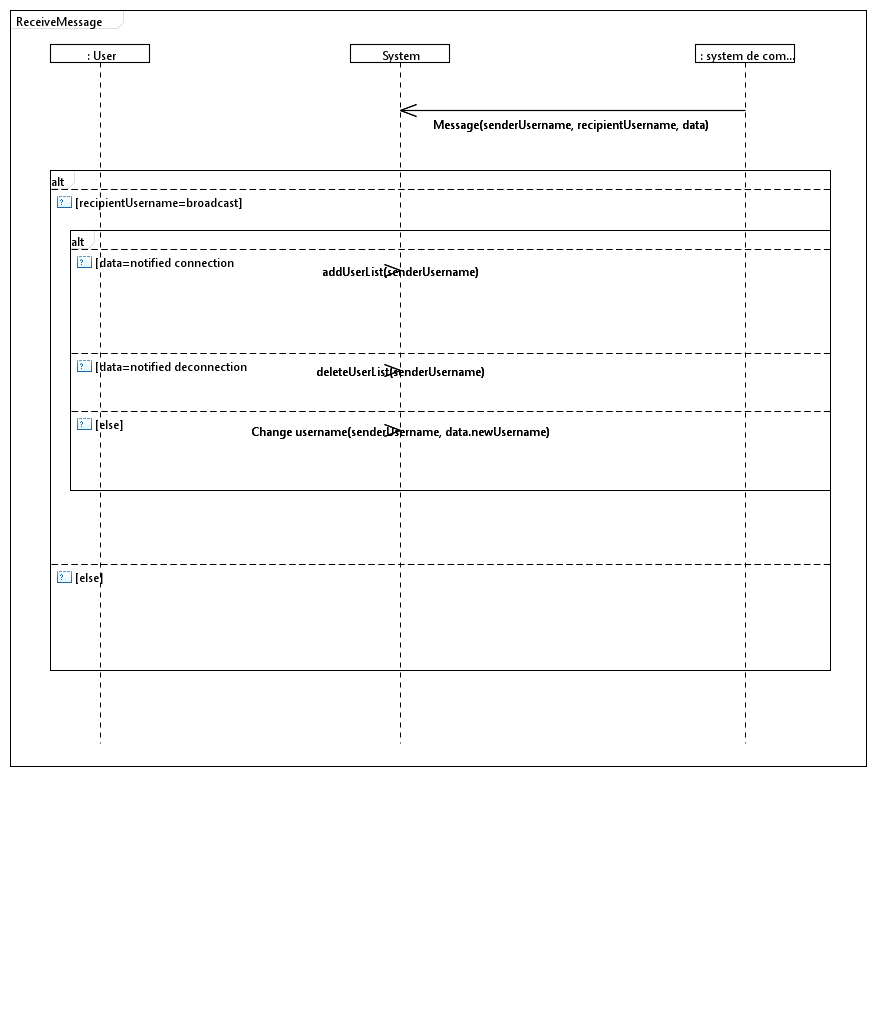 ReceiveMessage
: User
System
: system de com...
Message(senderUsername, recipientUsername, data)
alt
? [recipientUsername=broadcast]
alt
? [data=notified connection
addUserList(senderUsername)
? [data=notified deconnection
deleteUserList(senderUsername)
? [else]
Change username(senderUsername, data.newUsername)
? [else]